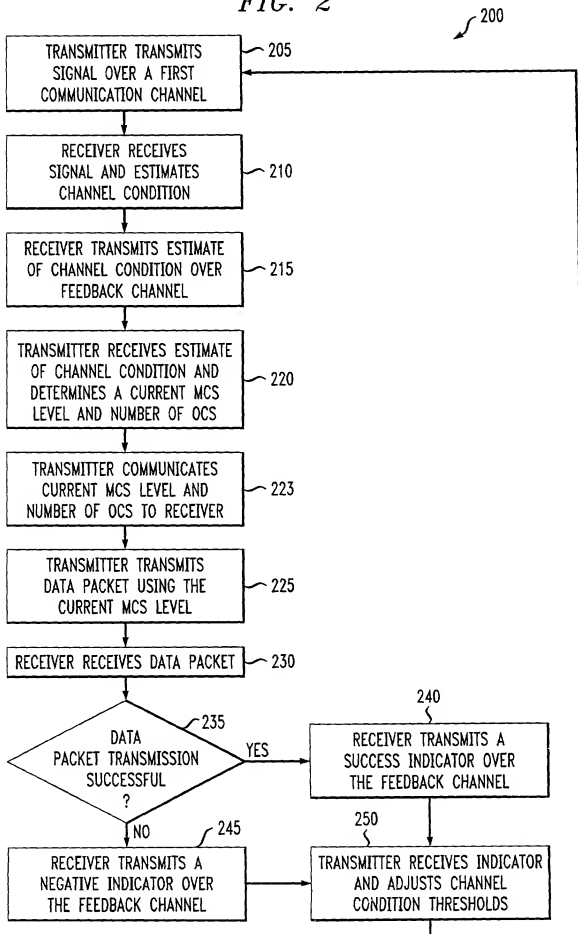 FIG. 2
200
TRANSMITTER TRANSMITS
SIGNAL OVER A FIRST
COMMUNICATION CHANNEL
205
RECEIVER RECEIVES
SIGNAL AND ESTIMATES
CHANNEL CONDITION
210
RECEIVER TRANSMITS ESTIMATE
OF CHANNEL CONDITION OVER
FEEDBACK CHANNEL
215
TRANSMITTER RECEIVES ESTIMATE
OF CHANNEL CONDITION AND
DETERMINES A CURRENT MCS
LEVEL AND NUMBER OF OCS
220
TRANSMITTER COMMUNICATES
CURRENT MCS LEVEL AND
NUMBER OF OCS TO RECEIVER
223
TRANSMITTER TRANSMITS
DATA PACKET USING THE
CURRENT MCS LEVEL
225
RECEIVER RECEIVES DATA PACKET
230
DATA
PACKET TRANSMISSION
SUCCESSFUL
?
235
YES
240
RECEIVER TRANSMITS A
SUCCESS INDICATOR OVER
THE FEEDBACK CHANNEL
NO
245
RECEIVER TRANSMITS A
NEGATIVE INDICATOR OVER
THE FEEDBACK CHANNEL
250
TRANSMITTER RECEIVES INDICATOR
AND ADJUSTS CHANNEL
CONDITION THRESHOLDS